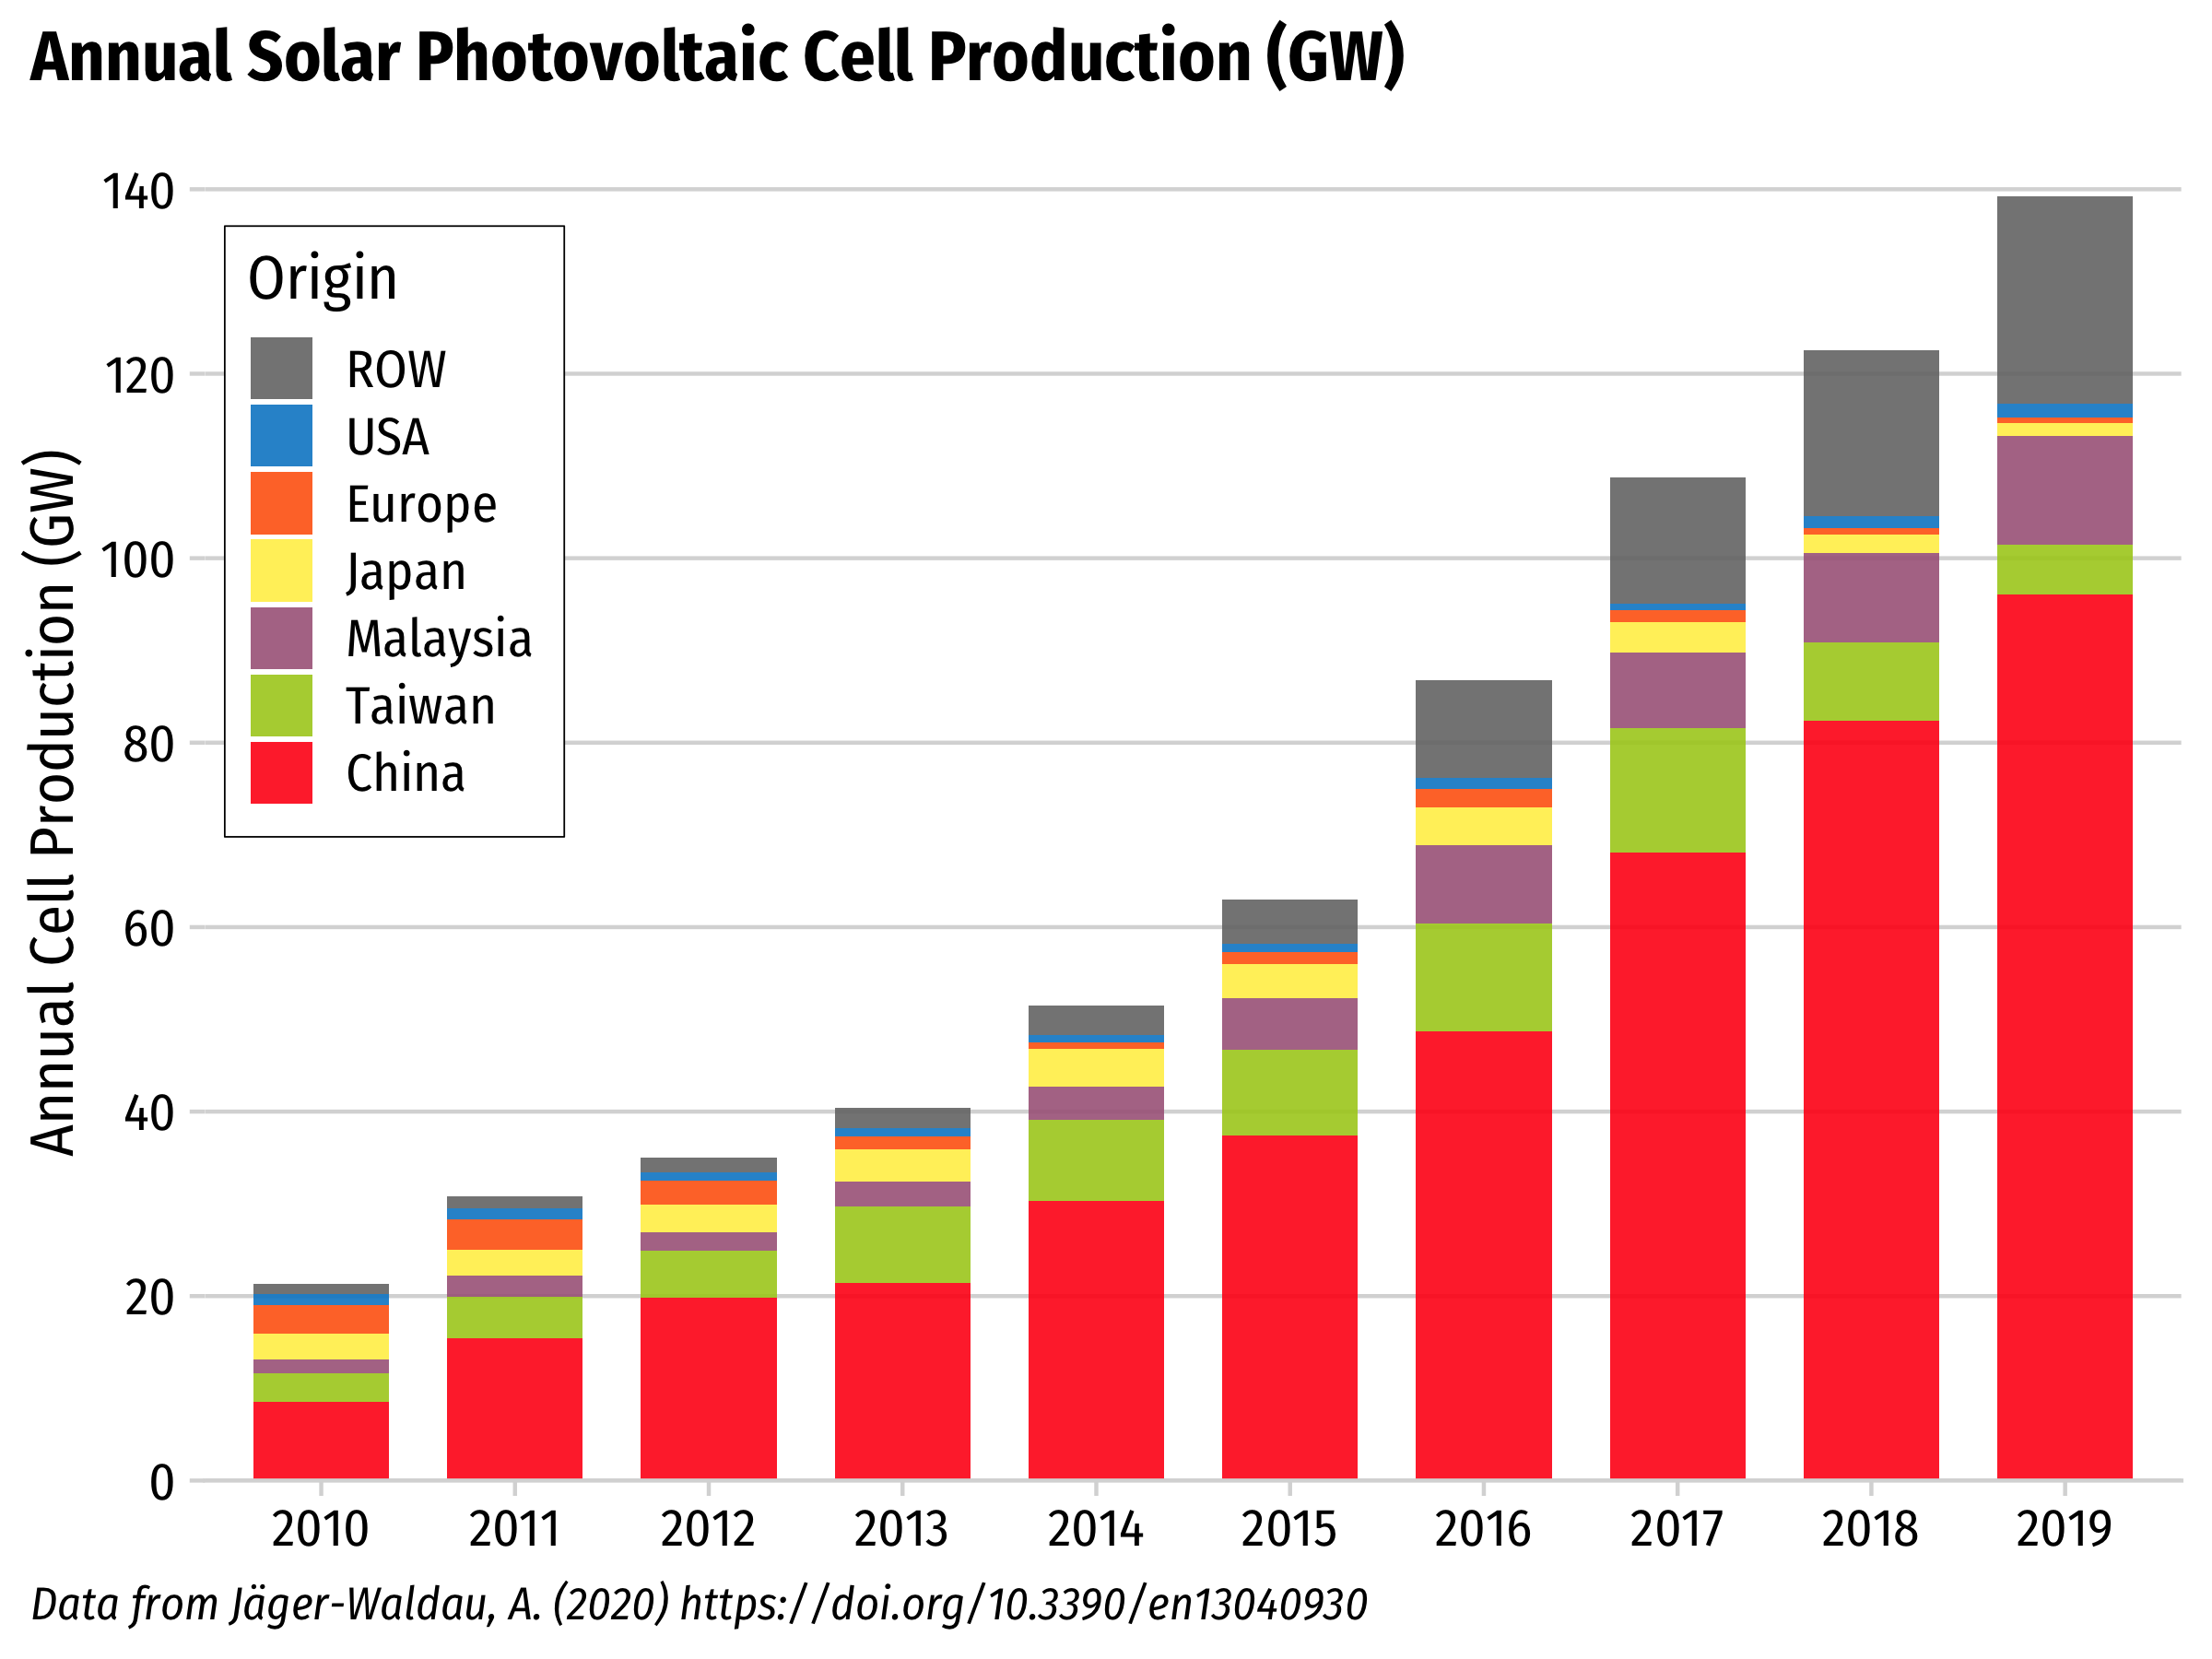 Annual Solar Photovoltaic Cell Production (GW)
Annual Cell Production (GW)
140
120
100
80
60
40
20
0
Origin
ROW
USA
Europe
Japan
Malaysia
Taiwan
China
2010 2011 2012 2013 2014 2015 2016 2017 2018 2019
Data from Jäger-Waldau, A. (2020) https://doi.org/10.3390/en13040930